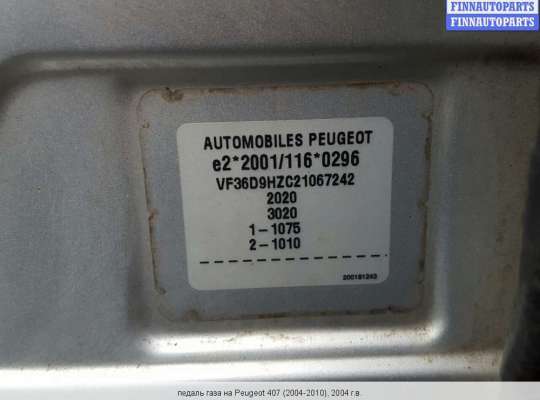 FINNAUTOPARTS
FINNAUTOPARTS
FINNAUTOPARTS
AUTOMOBILES PEUGEOT
e2*2001/116*0296
VF36D9HZC21067242
2020
3020
1-1075
2-1010
200181243
педаль газа на Peugeot 407 (2004-2010), 2004 г.в.